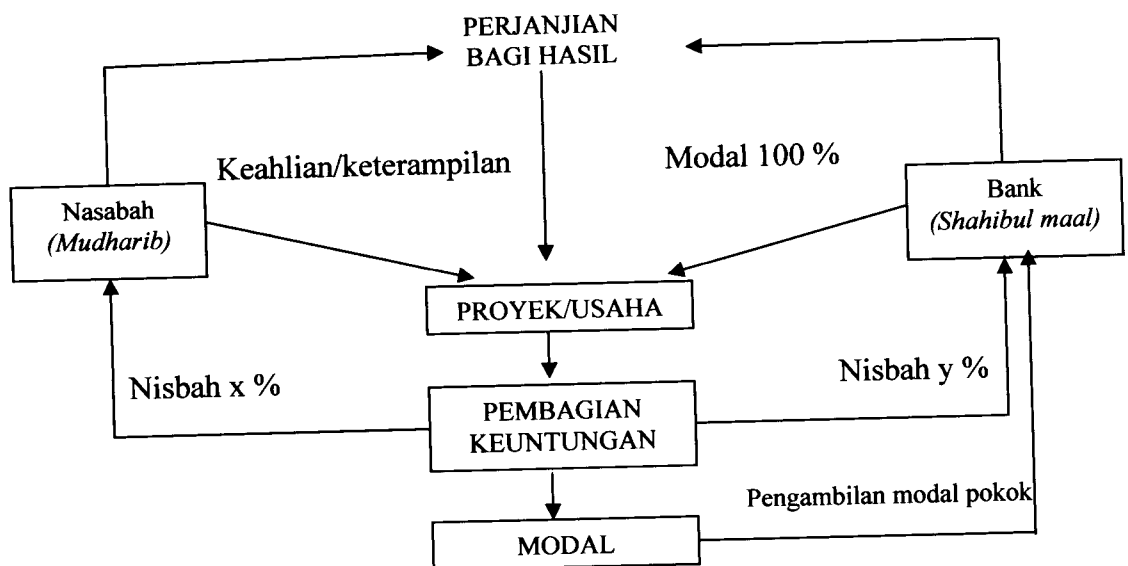 PERJANJIAN
BAGI HASIL
Keahlian/keterampilan
Modal 100 %
Nasabah
(Mudharib)
Bank
(Shahibul maal)
PROYEK/USAHA
Nisbah x %
Nisbah y %
PEMBAGIAN
KEUNTUNGAN
Pengambilan modal pokok
MODAL